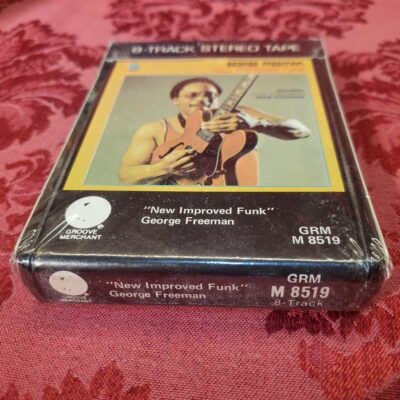 8-TRACK STEREO TAPE
GEORGE FREEMAN
"New Improved Funk"
George Freeman
GROOVE
MERCHANT
GRM
M 8519
"New Improved Funk"
George Freeman
GROOVE
MERCHANT
GRM
M 8519
8-Track